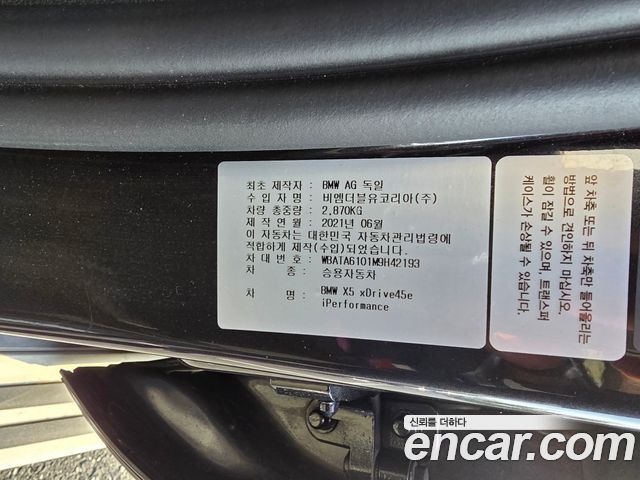 최초 제작자 : BMW AG 독일
수 입 자 명 : 비엠더블유코리아(주)
차량 총중량 : 2,870KG
제 작 연 월 : 2021년 06월
이 자동차는 대한민국 자동차관리법령에
적합하게 제작(수입)되었습니다.
차 대 번 호 : WBATA6101M9H42193
차 종 : 승용자동차
차 명 : BMW X5 xDrive45e
iPerformance
앞 차축 또는 뒤 차축만 들어올리는
방법으로 견인하지 마십시오.
휠이 잠길 수 있으며, 트랜스퍼
케이스가 손상될 수 있습니다.
신뢰를 더하다
encar.com